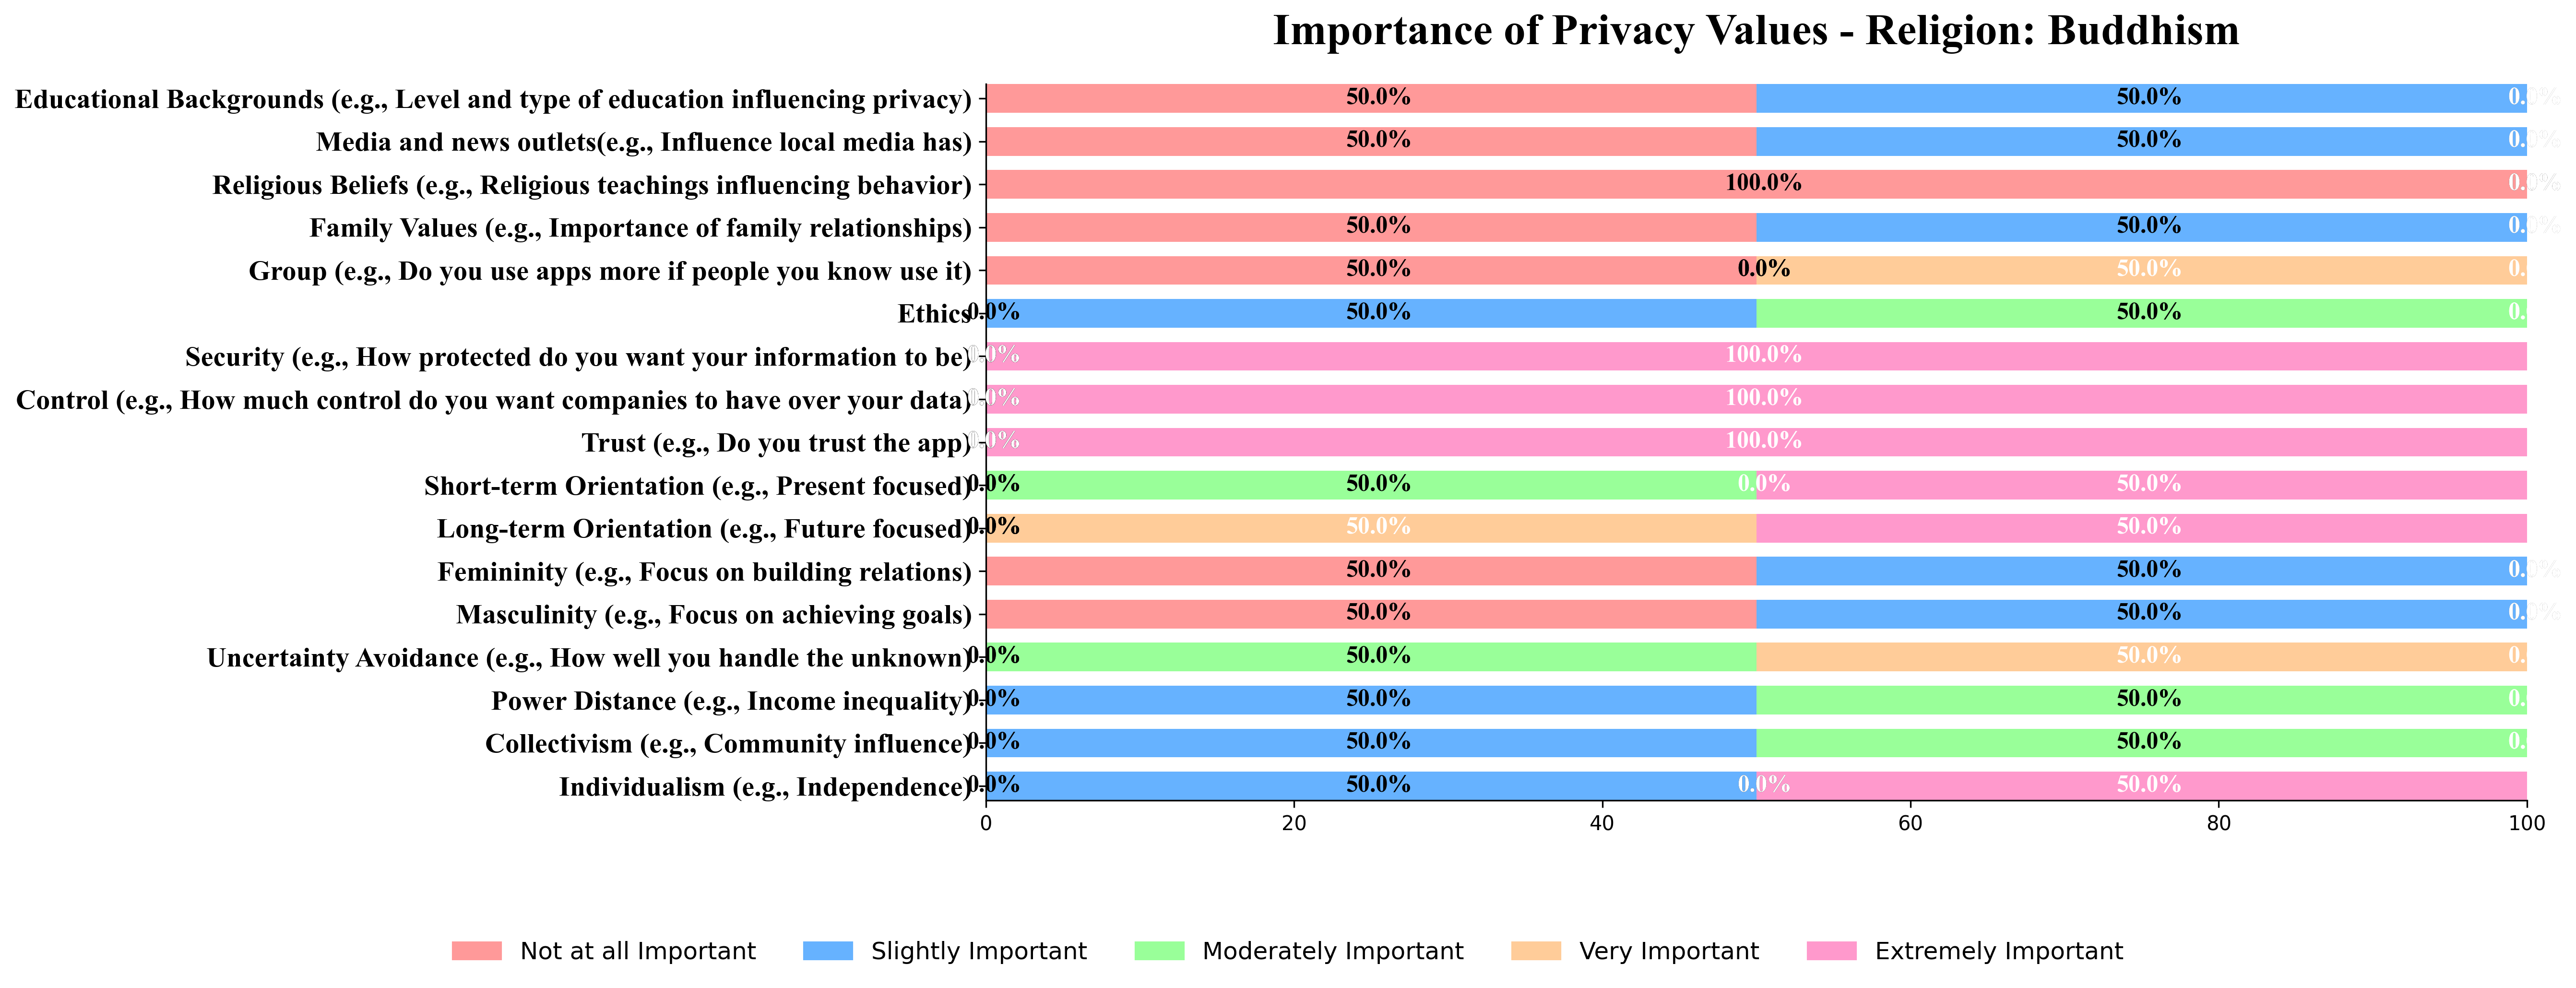 Importance of Privacy Values - Religion: Buddhism
Educational Backgrounds (e.g., Level and type of education influencing privacy) 50.0% 50.0% 0.0%
Media and news outlets(e.g., Influence local media has) 50.0% 50.0% 0.0%
Religious Beliefs (e.g., Religious teachings influencing behavior) 100.0% 0.0%
Family Values (e.g., Importance of family relationships) 50.0% 50.0% 0.0%
Group (e.g., Do you use apps more if people you know use it) 50.0% 0.0% 50.0% 0.
Ethics 0.0% 50.0% 50.0% 0.
Security (e.g., How protected do you want your information to be) 0.0% 100.0%
Control (e.g., How much control do you want companies to have over your data) 0.0% 100.0%
Trust (e.g., Do you trust the app) 0.0% 100.0%
Short-term Orientation (e.g., Present focused) 0.0% 50.0% 0.0% 50.0%
Long-term Orientation (e.g., Future focused) 0.0% 50.0% 50.0%
Femininity (e.g., Focus on building relations) 50.0% 50.0% 0.0%
Masculinity (e.g., Focus on achieving goals) 50.0% 50.0% 0.0%
Uncertainty Avoidance (e.g., How well you handle the unknown) 0.0% 50.0% 50.0% 0.
Power Distance (e.g., Income inequality) 0.0% 50.0% 50.0% 0.
Collectivism (e.g., Community influence) 0.0% 50.0% 50.0% 0.
Individualism (e.g., Independence) 0.0% 50.0% 0.0% 50.0%
0 20 40 60 80 100
Not at all Important Slightly Important Moderately Important Very Important Extremely Important